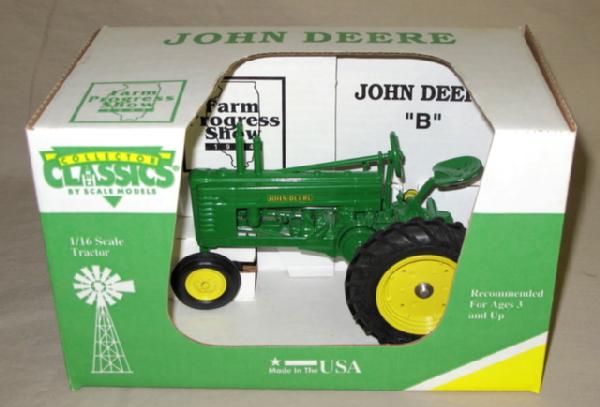 JOHN DEERE
Farm
Progress
Show
Farm
Progress
Show
JOHN DEER
"B"
COLLECTOR
CLASSICS
BY SCALE MODELS
1/16 Scale
Tractor
JOHN DEERE
Recommended
For Ages 3
and Up
Made In The USA